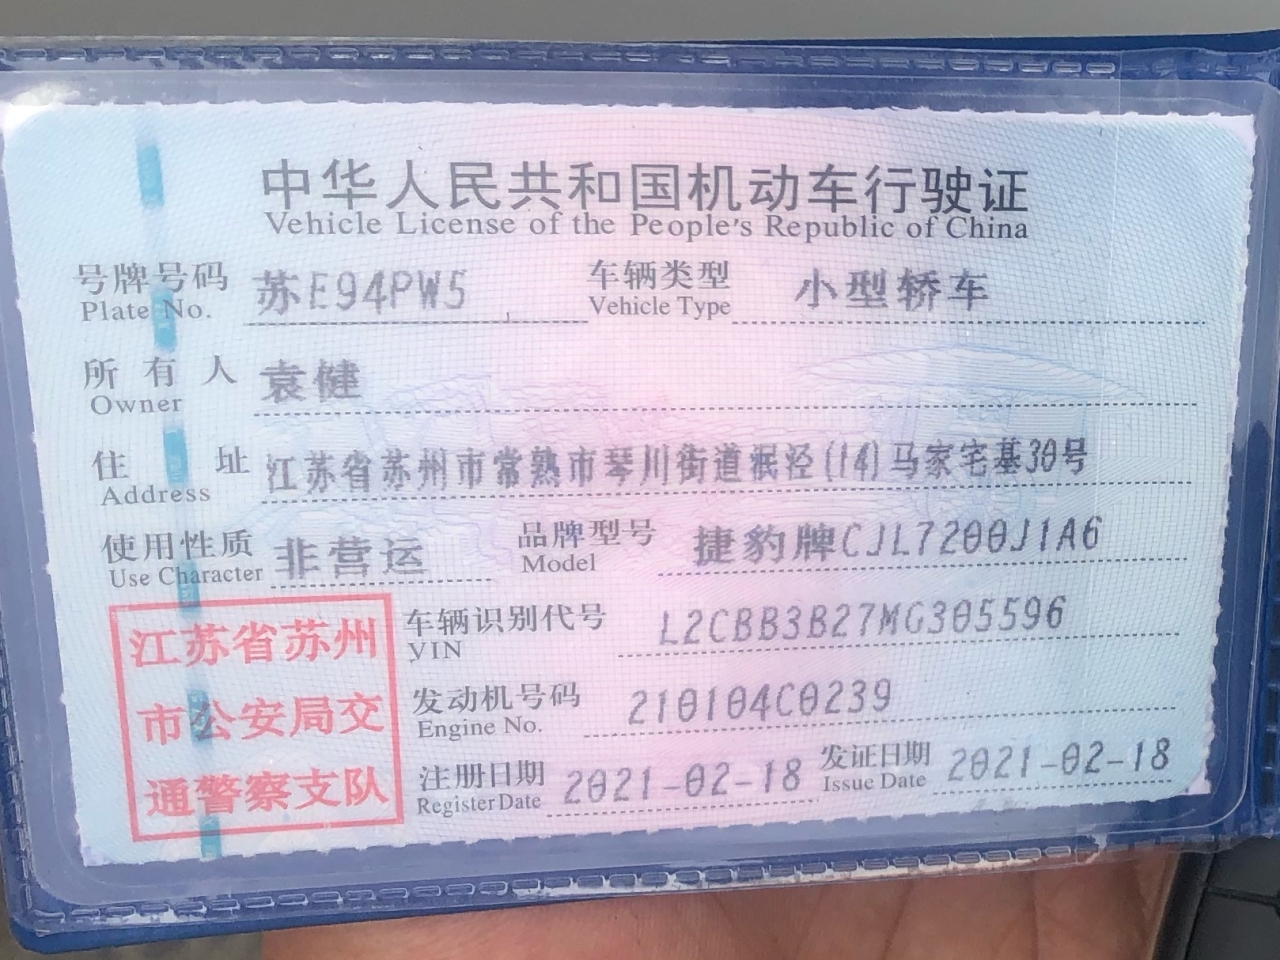 中华人民共和国机动车行驶证
Vehicle License of the People's Republic of China
号牌号码 苏E94PW5 车辆类型 小型轿车
Plate No. Vehicle Type
所有人 袁健
Owner
住址 江苏省苏州市常熟市琴川街道泯泾(14)马家宅基30号
Address
使用性质 非营运 品牌型号 捷豹牌CJL7200J1A6
Use Character Model
江苏省苏州
市公安局交
通警察支队
车辆识别代号 L2CBB3B27MG305596
VIN
发动机号码 210104C0239
Engine No.
注册日期 2021-02-18 发证日期 2021-02-18
Register Date Issue Date